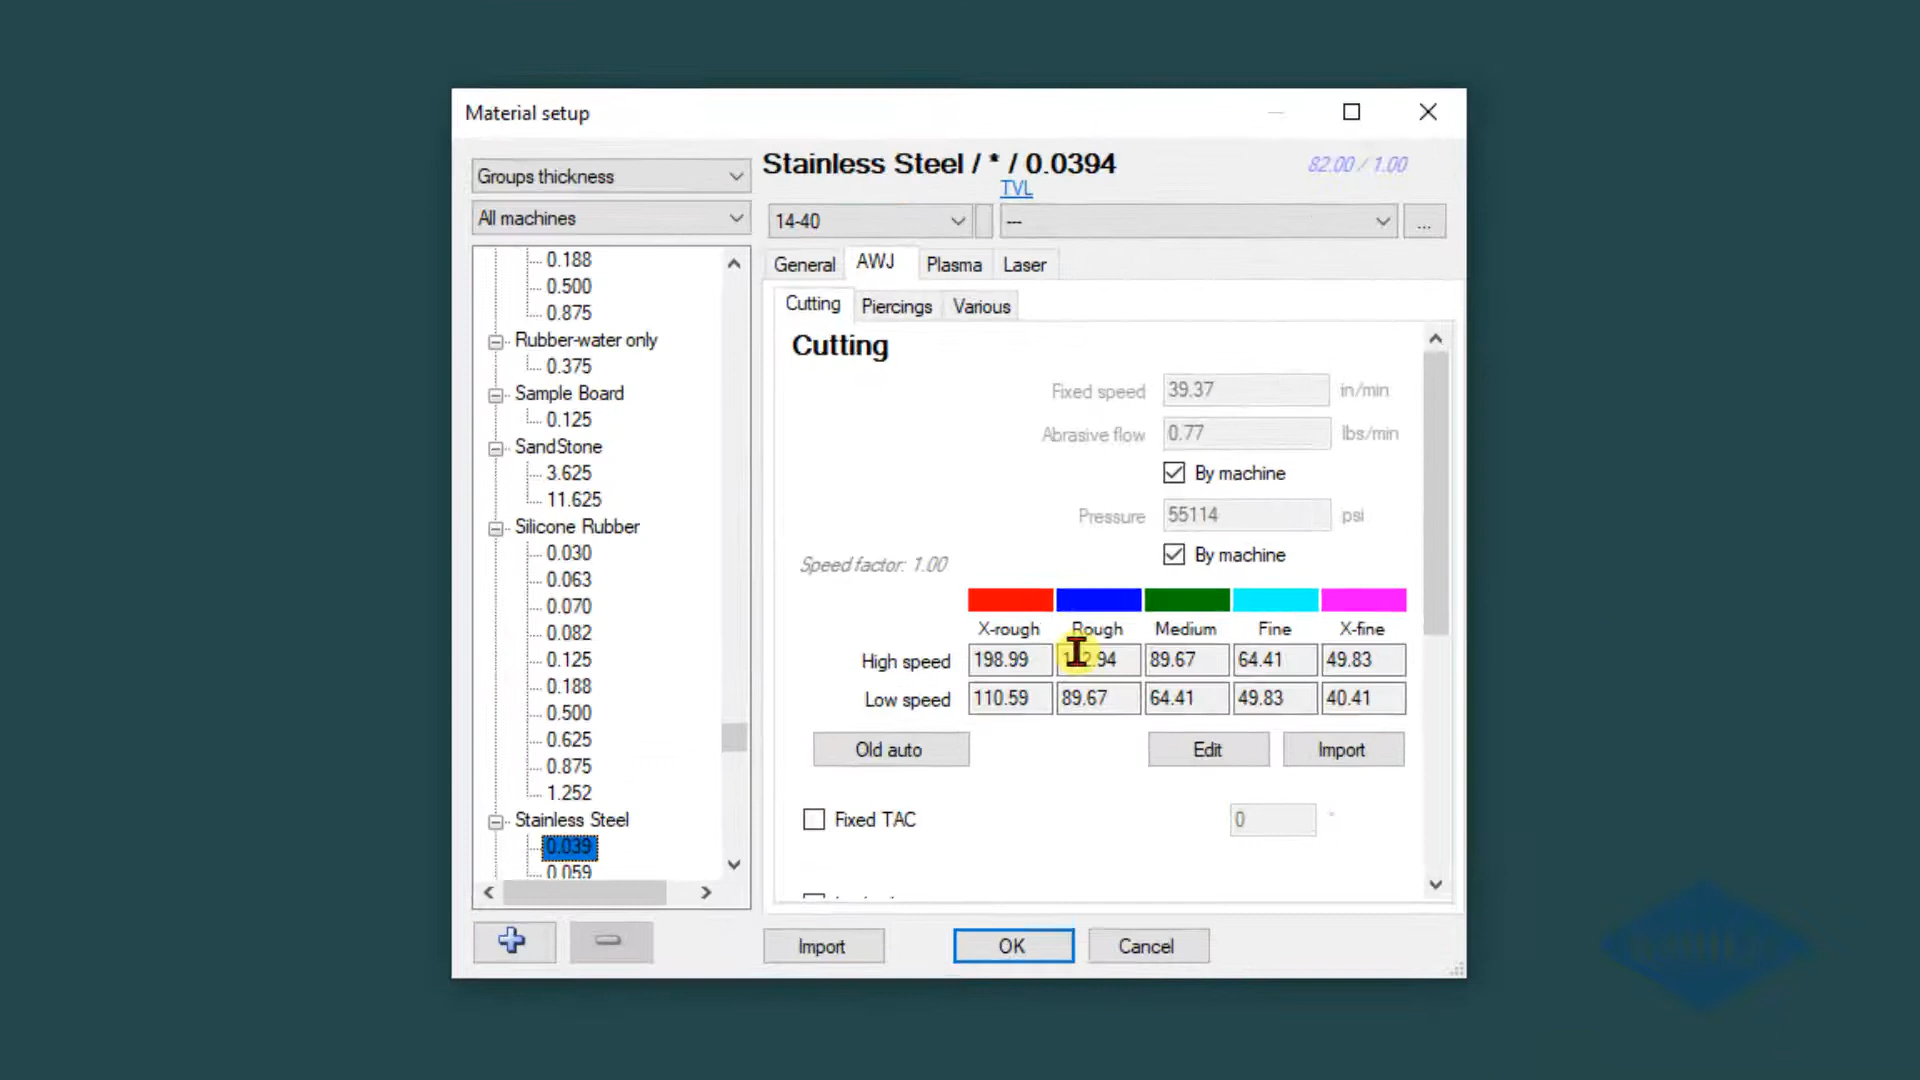 Material setup
Groups thickness
All machines
0.188
0.500
0.875
Rubber-water only
0.375
Sample Board
0.125
SandStone
3.625
11.625
Silicone Rubber
0.030
0.063
0.070
0.082
0.125
0.188
0.500
0.625
0.875
1.252
Stainless Steel
0.039
0.059
Stainless Steel / * / 0.0394
82.00 / 1.00
TVL
14-40
---
...
General AWJ Plasma Laser
Cutting Piercings Various
Cutting
Fixed speed 39.37 in/min
Abrasive flow 0.77 lbs/min
By machine
Pressure 55114 psi
By machine
Speed factor: 1.00
X-rough Rough Medium Fine X-fine
High speed 198.99 89.67 64.41 49.83
Low speed 110.59 89.67 64.41 49.83 40.41
Old auto Edit Import
Fixed TAC 0 °
Import OK Cancel